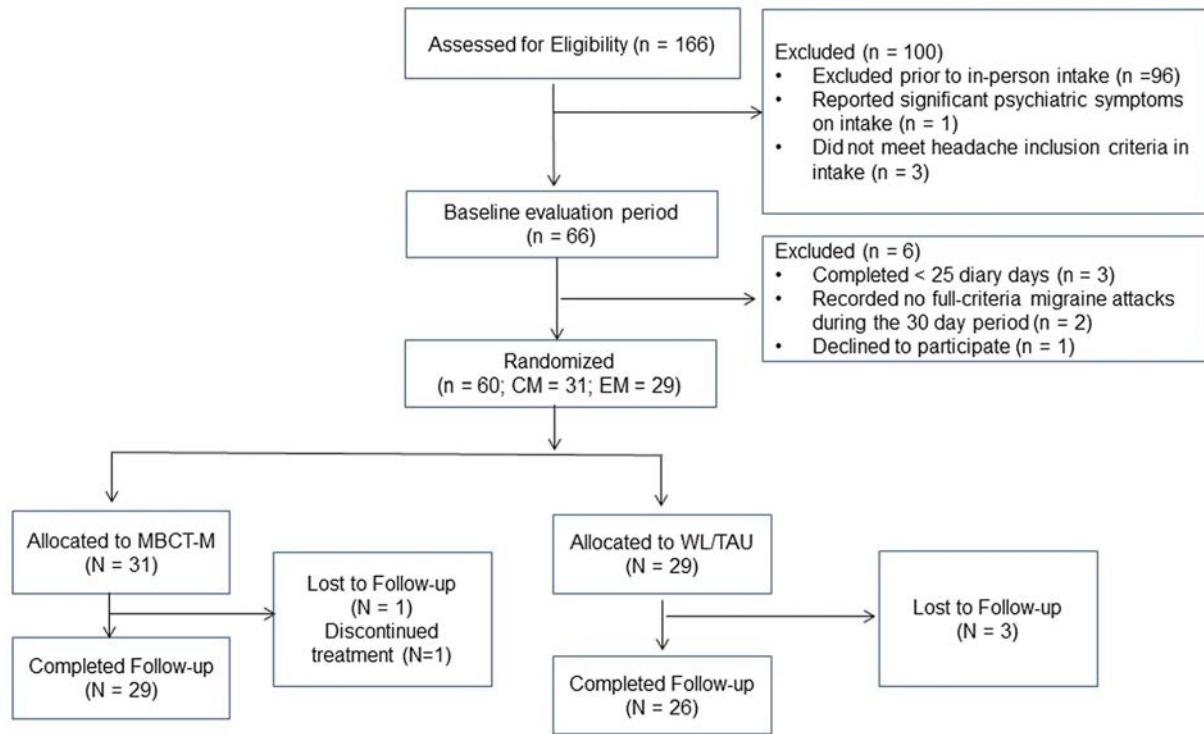 Assessed for Eligibility (n = 166)
Excluded (n = 100)
• Excluded prior to in-person intake (n =96)
• Reported significant psychiatric symptoms
on intake (n = 1)
• Did not meet headache inclusion criteria in
intake (n = 3)
Baseline evaluation period
(n = 66)
Excluded (n = 6)
• Completed < 25 diary days (n = 3)
• Recorded no full-criteria migraine attacks
during the 30 day period (n = 2)
• Declined to participate (n = 1)
Randomized
(n = 60; CM = 31; EM = 29)
Allocated to MBCT-M
(N = 31)
Lost to Follow-up
(N = 1)
Discontinued
treatment (N=1)
Completed Follow-up
(N = 29)
Allocated to WL/TAU
(N = 29)
Lost to Follow-up
(N = 3)
Completed Follow-up
(N = 26)